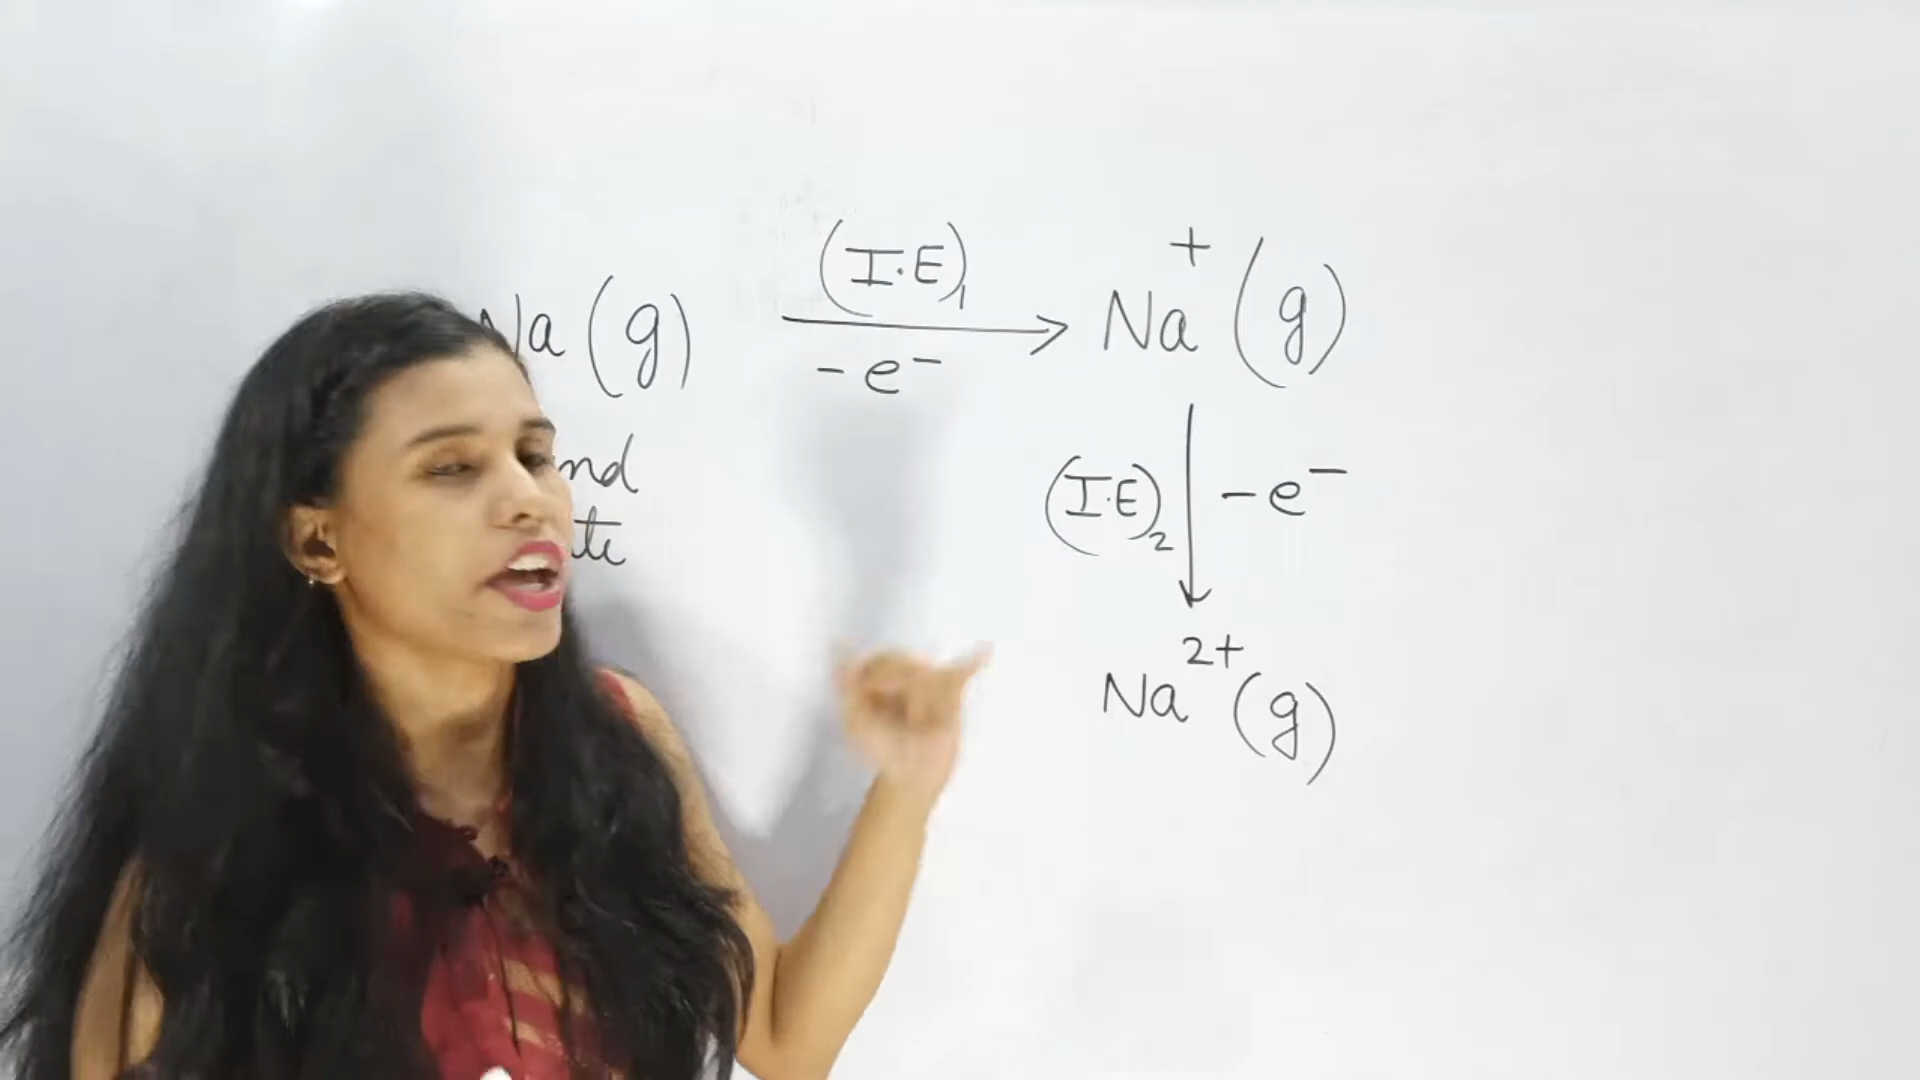 (I.E)₁
Na (g) → Na⁺ (g)
- e⁻
(I.E)₂ ↓ - e⁻
Na²⁺ (g)